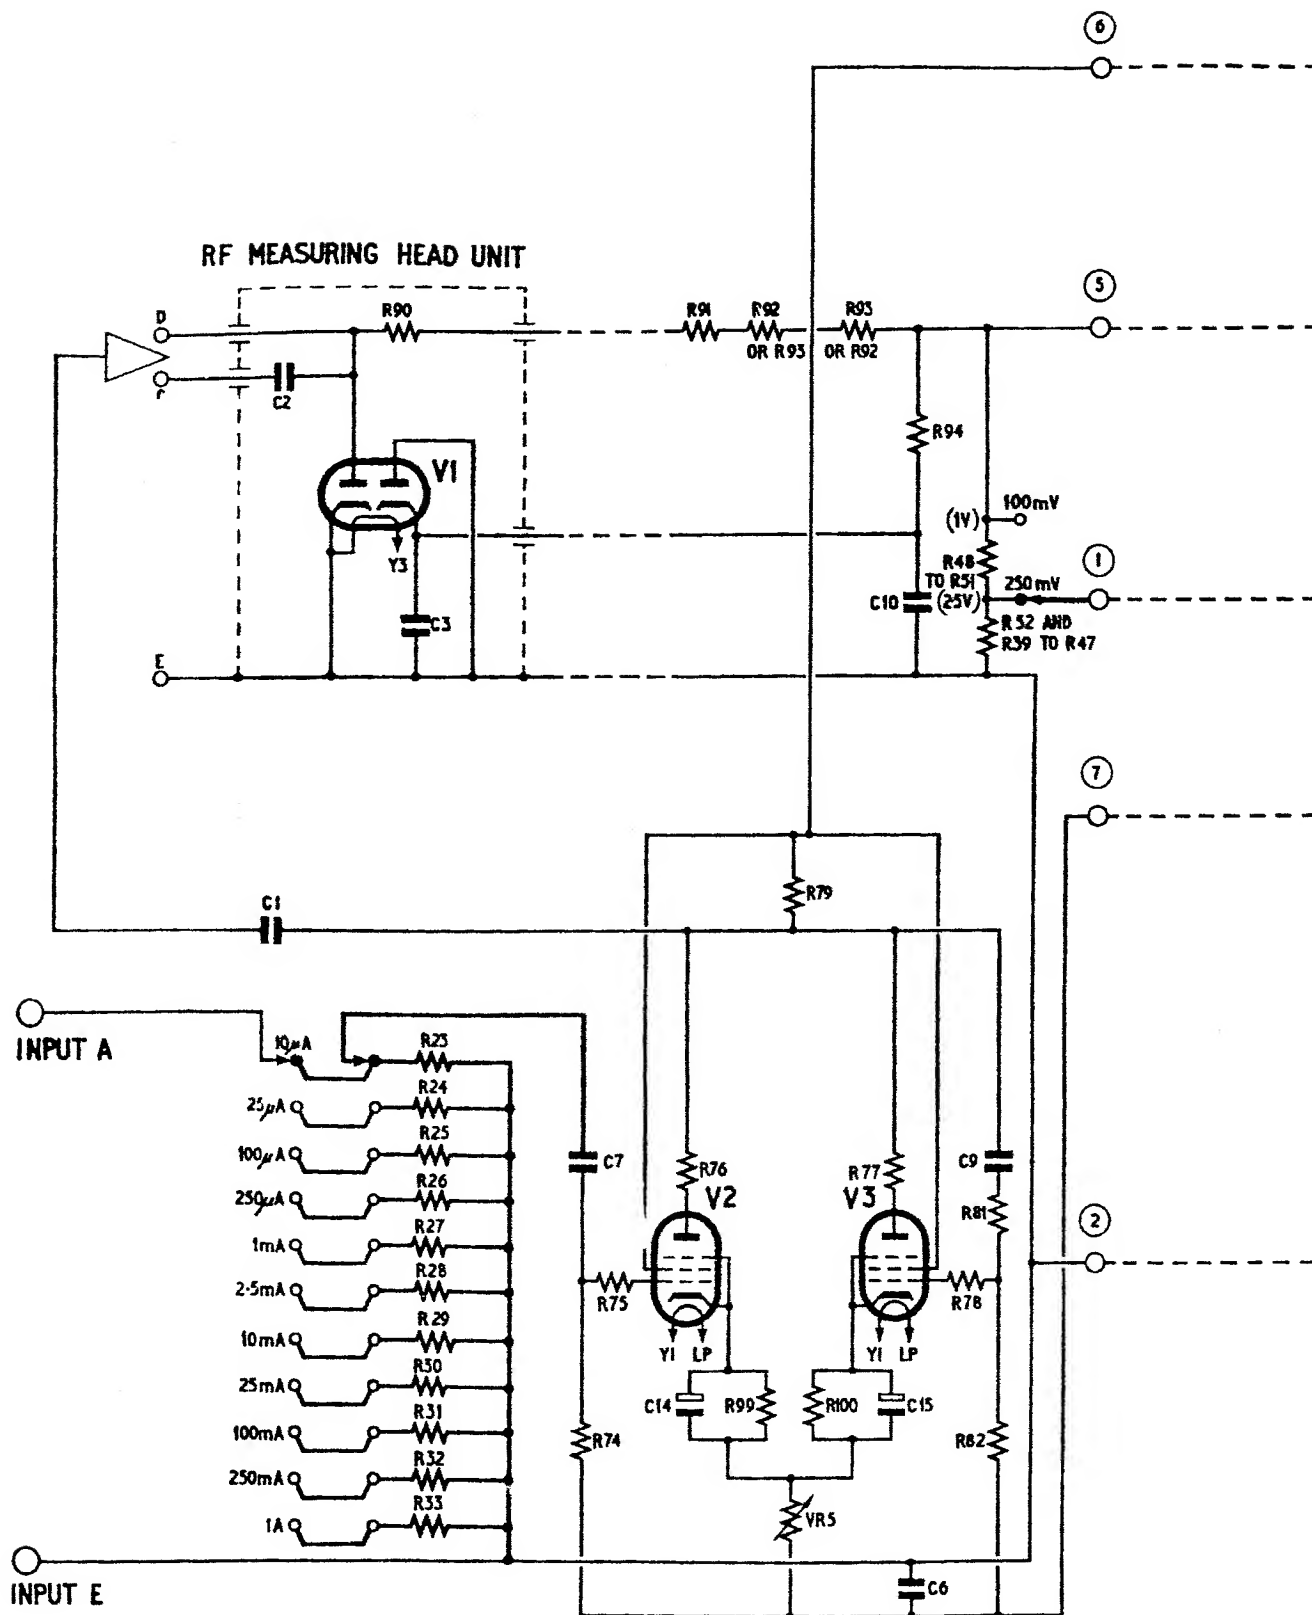 6
RF MEASURING HEAD UNIT
5
D
R90
R91
R92
OR R93
R93
OR R92
C
C2
R94
V1
100mV
(1V)
Y3
R48
TO R51
1
250mV
C10
(25V)
C3
R52 AND
R39 TO R47
E
7
R79
C1
INPUT A
10µA
R23
25µA
R24
100µA
R25
C7
R76
R77
C9
250µA
R26
V2
V3
R81
2
1mA
R27
2·5mA
R28
R75
R78
10mA
R29
Y1 LP
Y1 LP
25mA
R30
C14
R99
R100
C15
100mA
R31
R74
R82
250mA
R32
1A
R33
VR5
INPUT E
C6